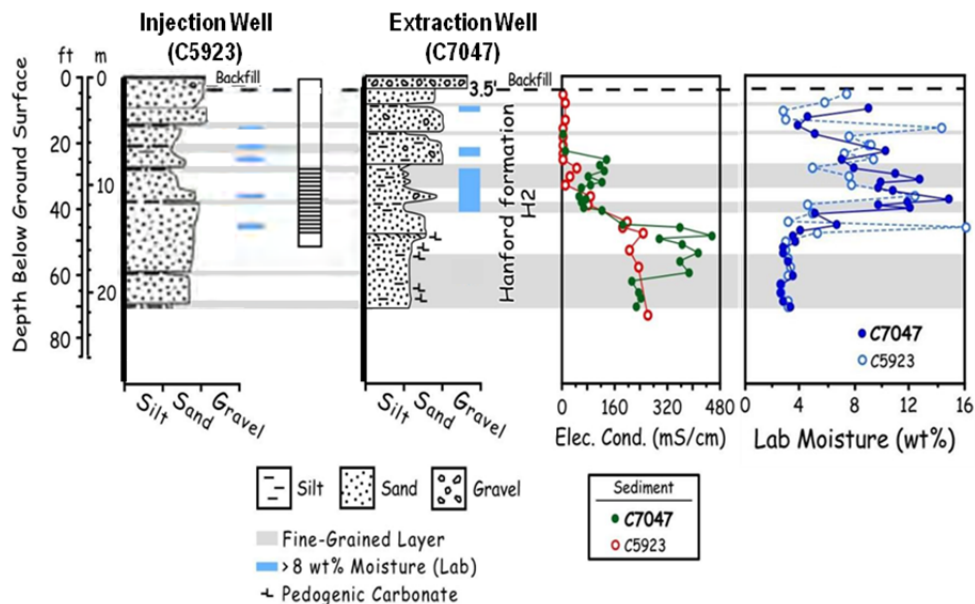 Injection Well
(C5923)
Extraction Well
(C7047)
ft m
Depth Below Ground Surface
0
20
20
40
60
80
0
10
20
Backfill
Backfill
3.5'
Hanford formation
H2
Silt Sand Gravel
Silt Sand Gravel
0 160 320 480
Elec. Cond. (mS/cm)
0 4 8 12 16
Lab Moisture (wt%)
C7047
C5923
Silt Sand Gravel
Fine-Grained Layer
>8 wt% Moisture (Lab)
Pedogenic Carbonate
Sediment
C7047
C5923